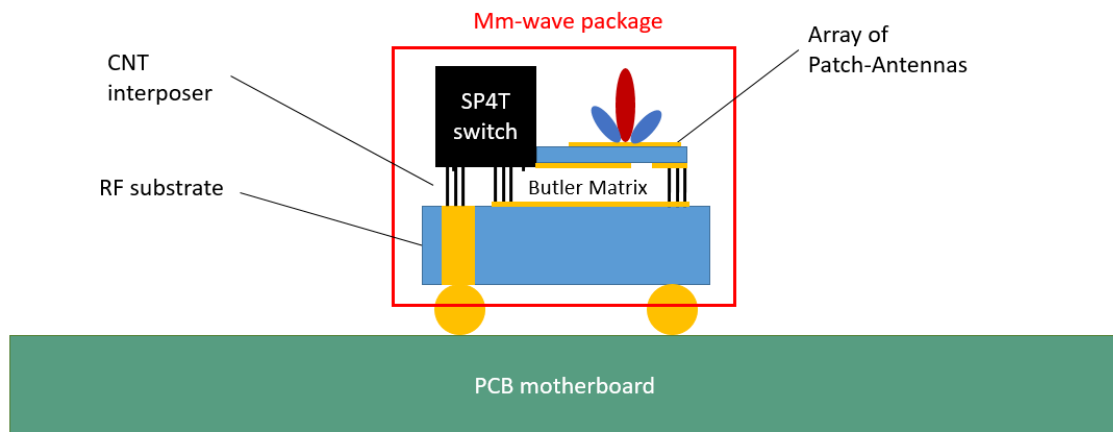 Mm-wave package
Array of
Patch-Antennas
CNT
interposer
SP4T
switch
RF substrate
Butler Matrix
PCB motherboard